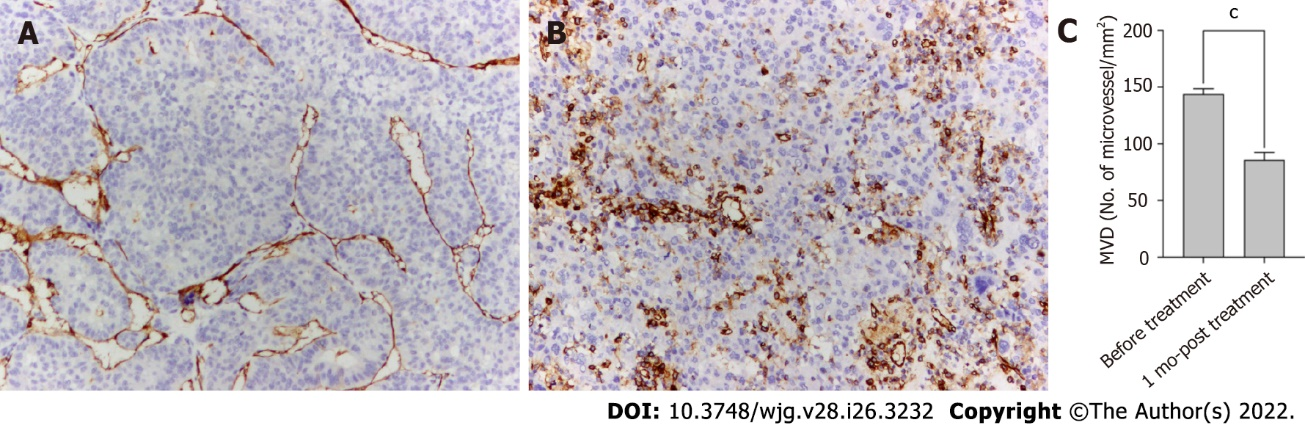 A
B
C
c
200
150
100
50
0
MVD (No. of microvessel/mm²)
Before treatment
1 mo-post treatment
DOI: 10.3748/wjg.v28.i26.3232 Copyright ©The Author(s) 2022.